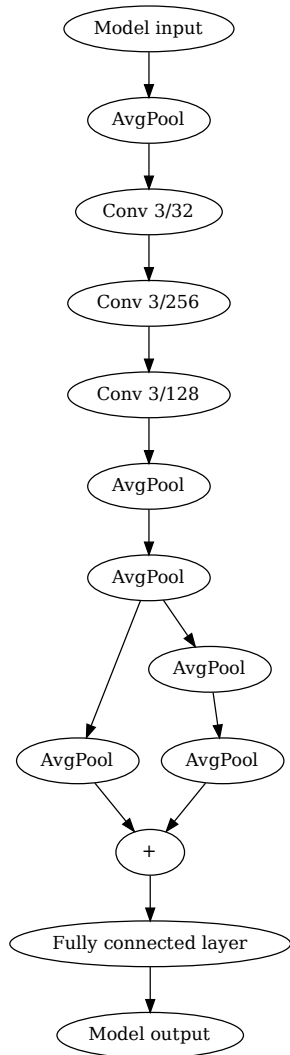 Model input
AvgPool
Conv 3/32
Conv 3/256
Conv 3/128
AvgPool
AvgPool
AvgPool
AvgPool
AvgPool
+
Fully connected layer
Model output